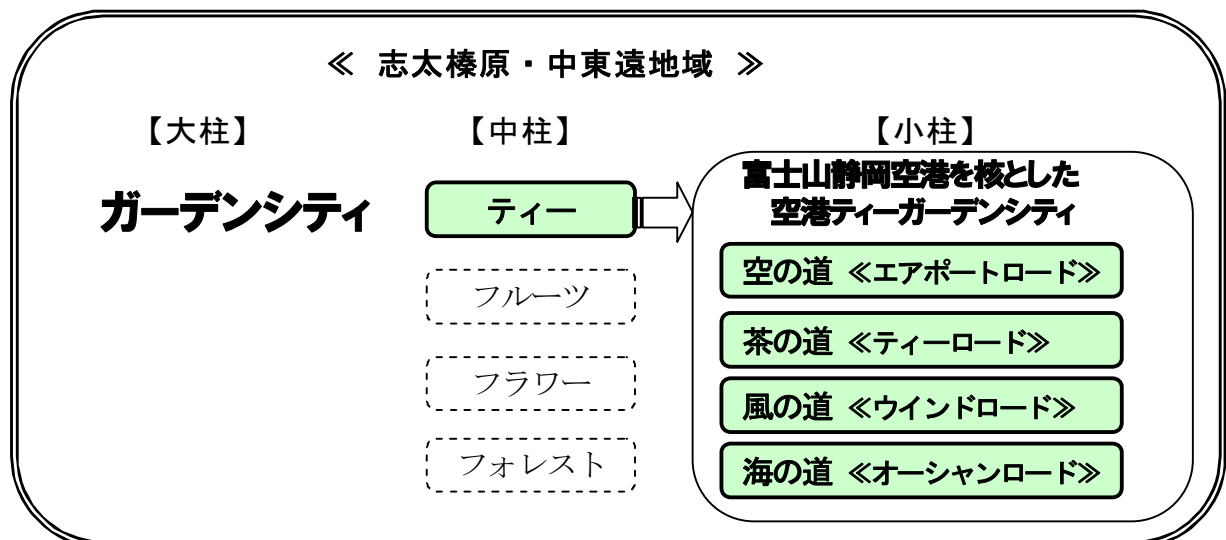 ≪ 志太榛原・中東遠地域 ≫
【大柱】 【中柱】 【小柱】
ガーデンシティ
ティー
フルーツ
フラワー
フォレスト
富士山静岡空港を核とした
空港ティーガーデンシティ
空の道 ≪エアポートロード≫
茶の道 ≪ティーロード≫
風の道 ≪ウインドロード≫
海の道 ≪オーシャンロード≫